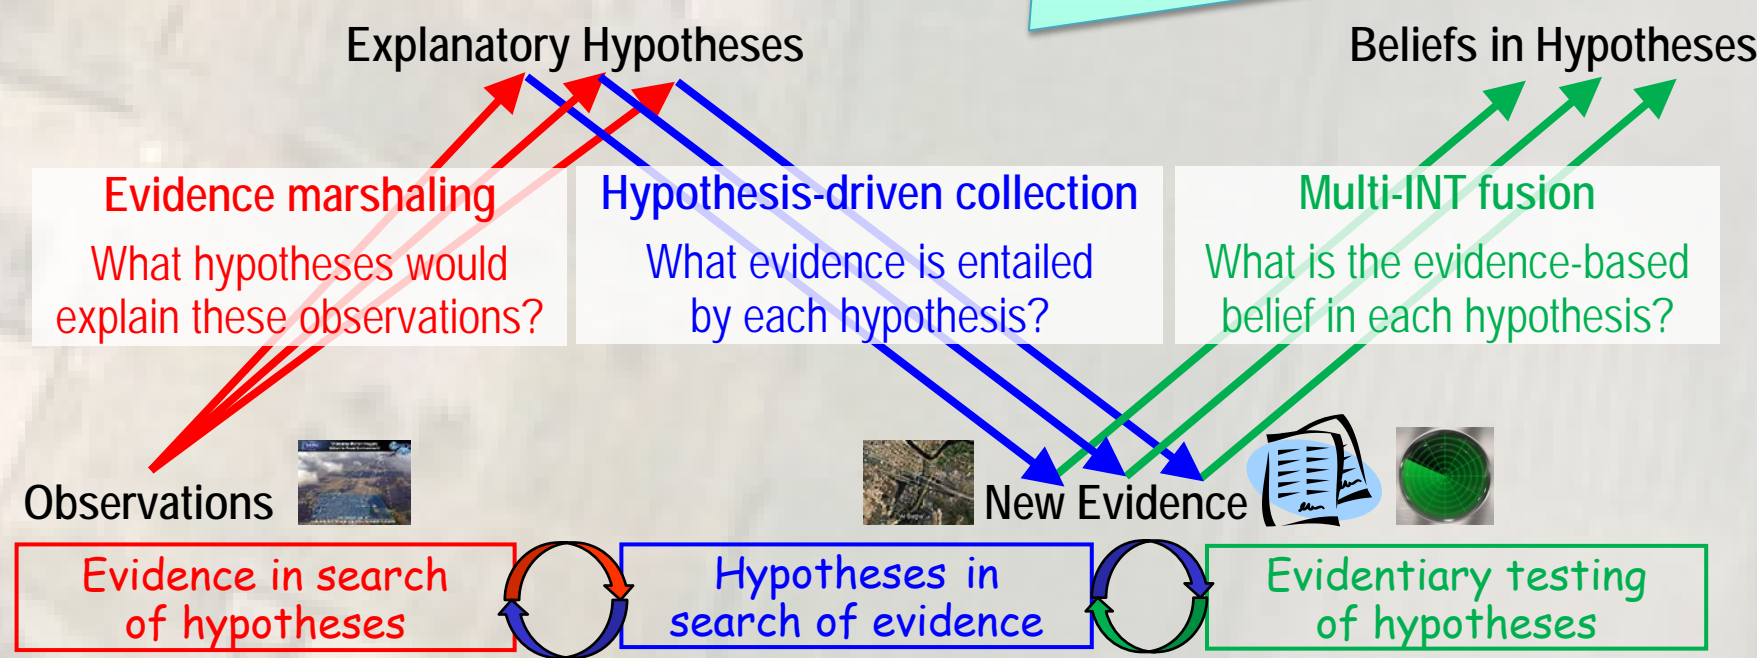 Explanatory Hypotheses
Beliefs in Hypotheses
Evidence marshaling
What hypotheses would
explain these observations?
Hypothesis-driven collection
What evidence is entailed
by each hypothesis?
Multi-INT fusion
What is the evidence-based
belief in each hypothesis?
Observations
New Evidence
Evidence in search
of hypotheses
Hypotheses in
search of evidence
Evidentiary testing
of hypotheses